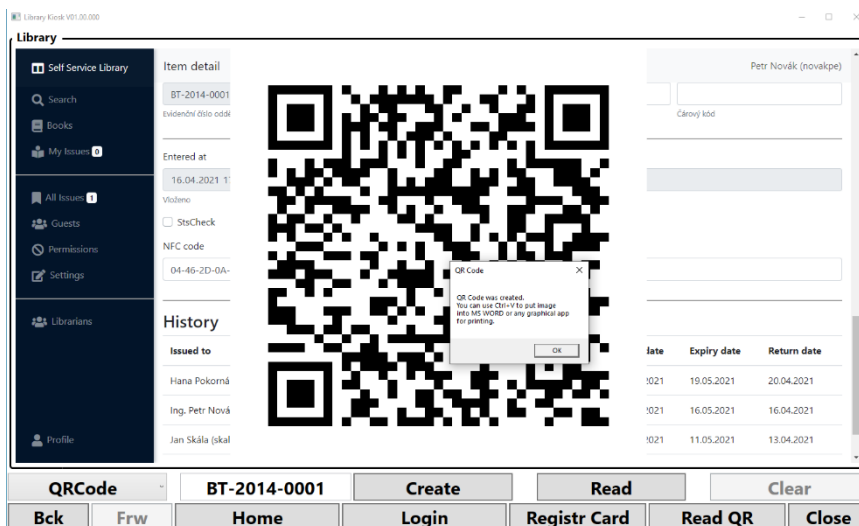 Library Kiosk V01.00.000
Library
Self Service Library
Item detail
Petr Novák (novakpe)
Search
BT-2014-0001
Evidenční číslo oddě
Čárový kód
Books
My Issues 0
Entered at
16.04.2021 1
Vloženo
All Issues 1
Guests
StsCheck
Permissions
NFC code
Settings
04-46-2D-0A-
QR Code
QR Code was created.
You can use Ctrl+V to put image
into MS WORD or any graphical app
for printing.
OK
Librarians
History
Issued to
date Expiry date Return date
Hana Pokorná
2021 19.05.2021 20.04.2021
Ing. Petr Nová
2021 16.05.2021 16.04.2021
Profile
Jan Skála (skal
2021 11.05.2021 13.04.2021
QRCode BT-2014-0001 Create Read Clear
Bck Frw Home Login Registr Card Read QR Close